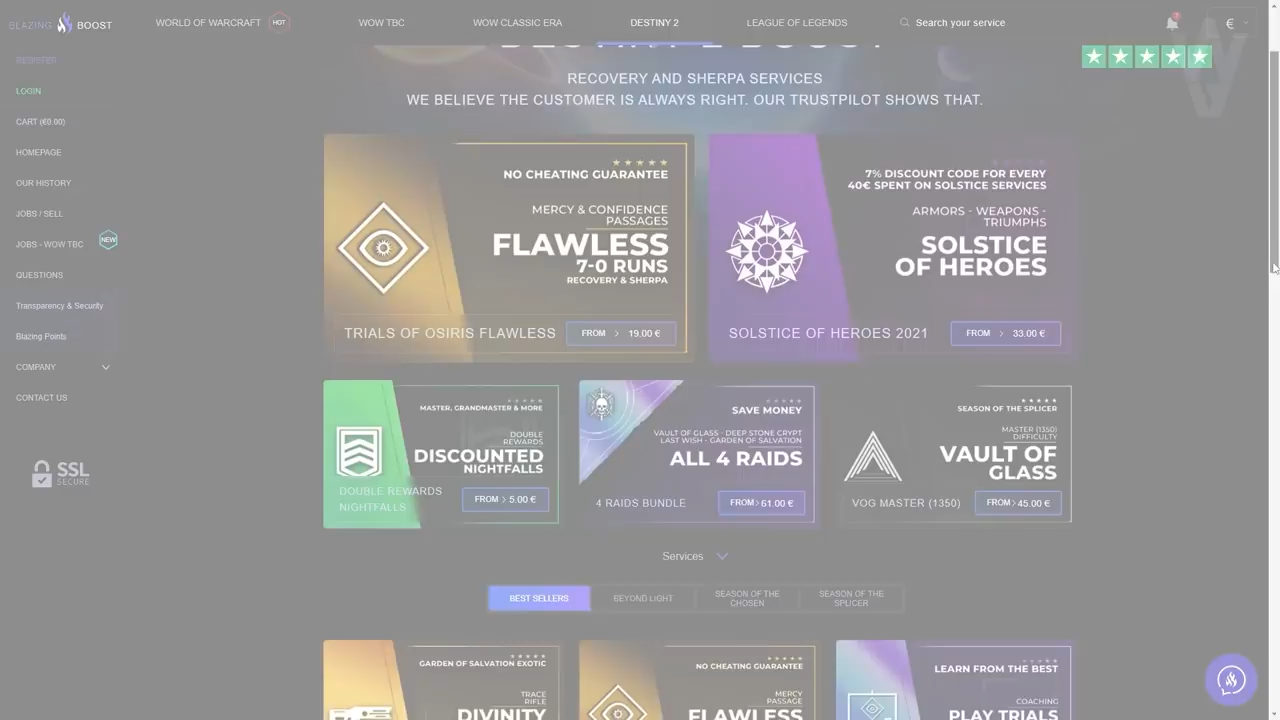 BLAZING BOOST
WORLD OF WARCRAFT
HOT
WOW TBC
WOW CLASSIC ERA
DESTINY 2
LEAGUE OF LEGENDS
Search your service
€
REGISTER
LOGIN
CART (€0.00)
HOMEPAGE
OUR HISTORY
JOBS / SELL
JOBS - WOW TBC
NEW
QUESTIONS
Transparency & Security
Blazing Points
COMPANY
CONTACT US
SSL
SECURE
DESTINY 2 BOOST
RECOVERY AND SHERPA SERVICES
WE BELIEVE THE CUSTOMER IS ALWAYS RIGHT. OUR TRUSTPILOT SHOWS THAT.
NO CHEATING GUARANTEE
MERCY & CONFIDENCE
PASSAGES
FLAWLESS
7-0 RUNS
RECOVERY & SHERPA
TRIALS OF OSIRIS FLAWLESS
FROM > 19.00 €
7% DISCOUNT CODE FOR EVERY
40€ SPENT ON SOLSTICE SERVICES
ARMORS - WEAPONS -
TRIUMPHS
SOLSTICE
OF HEROES
SOLSTICE OF HEROES 2021
FROM > 33.00 €
MASTER, GRANDMASTER & MORE
DOUBLE
REWARDS
DISCOUNTED
NIGHTFALLS
DOUBLE REWARDS
NIGHTFALLS
FROM > 5.00 €
SAVE MONEY
VAULT OF GLASS - DEEP STONE CRYPT
LAST WISH - GARDEN OF SALVATION
ALL 4 RAIDS
4 RAIDS BUNDLE
FROM > 61.00 €
SEASON OF THE SPLICER
MASTER (1350)
DIFFICULTY
VAULT OF
GLASS
VOG MASTER (1350)
FROM > 45.00 €
Services
BEST SELLERS
BEYOND LIGHT
SEASON OF THE
CHOSEN
SEASON OF THE
SPLICER
GARDEN OF SALVATION EXOTIC
TRACE
RIFLE
DIVINITY
NO CHEATING GUARANTEE
MERCY
PASSAGE
FLAWLESS
LEARN FROM THE BEST
COACHING
PLAY TRIALS